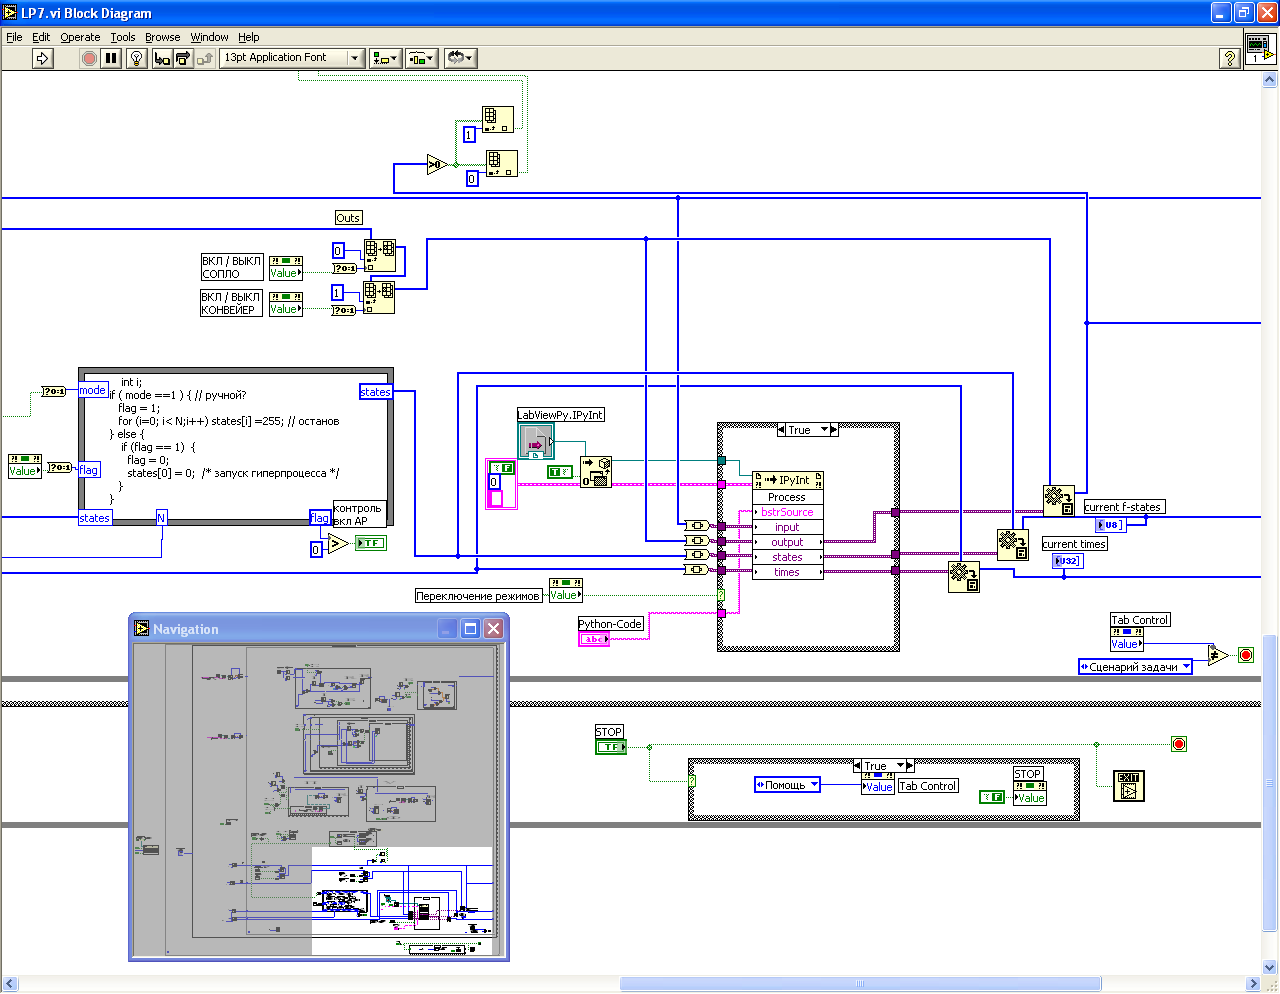 LP7.vi Block Diagram
File Edit Operate Tools Browse Window Help
13pt Application Font
1
1
>0
0
Outs
0
ВКЛ / ВЫКЛ
СОПЛО
Value
?0:1
1
ВКЛ / ВЫКЛ
КОНВЕЙЕР
Value
?0:1
?0:1
mode
int i;
if ( mode ==1 ) { // ручной?
flag = 1;
for (i=0; i< N;i++) states[i] =255; // останов
} else {
if (flag == 1) {
flag = 0;
states[0] = 0; /* запуск гиперпроцесса */
}
}
states
Value
?0:1
flag
states
N
flag
контроль
вкл АР
0
>
TF
LabViewPy.IPyInt
F
0
T
True
IPyInt
Process
bstrSource
input
output
states
times
current f-states
U8
current times
U32
Переключение режимов
Value
?
Python-Code
abc
Tab Control
Value
Сценарий задачи
≠
Navigation
STOP
TF
?
True
Помощь
Value
Tab Control
STOP
F
Value
EXIT